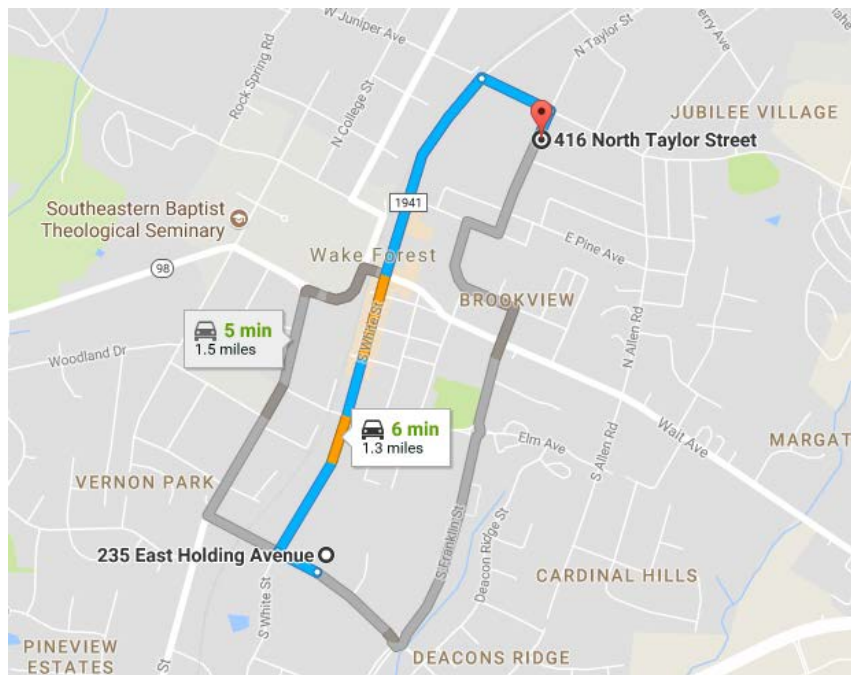 W Juniper Ave
N Taylor St
Rock Spring Rd
N College St
JUBILEE VILLAGE
416 North Taylor Street
1941
Southeastern Baptist
Theological Seminary
E Pine Ave
Wake Forest
98
BROOKVIEW
N Allen Rd
5 min
1.5 miles
S White St
Woodland Dr
6 min
1.3 miles
Elm Ave
S Allen Rd
Wait Ave
MARGAT
VERNON PARK
235 East Holding Avenue
S Franklin St
Deacon Ridge St
CARDINAL HILLS
S White St
PINEVIEW
ESTATES
St
DEACONS RIDGE